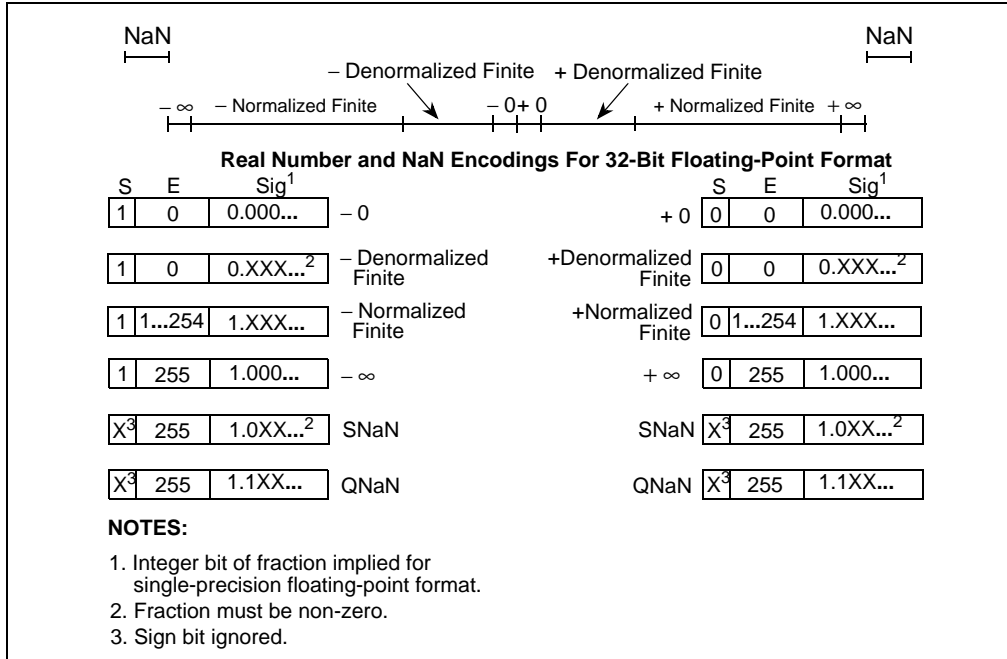 NaN NaN
– Denormalized Finite + Denormalized Finite
– ∞ – Normalized Finite – 0 + 0 + Normalized Finite + ∞
Real Number and NaN Encodings For 32-Bit Floating-Point Format
S E Sig1 S E Sig1
1 0 0.000... – 0 + 0 0 0 0.000...
1 0 0.XXX...2 – Denormalized Finite +Denormalized Finite 0 0 0.XXX...2
1 1...254 1.XXX... – Normalized Finite +Normalized Finite 0 1...254 1.XXX...
1 255 1.000... – ∞ + ∞ 0 255 1.000...
X3 255 1.0XX...2 SNaN SNaN X3 255 1.0XX...2
X3 255 1.1XX... QNaN QNaN X3 255 1.1XX...
NOTES:
1. Integer bit of fraction implied for
single-precision floating-point format.
2. Fraction must be non-zero.
3. Sign bit ignored.